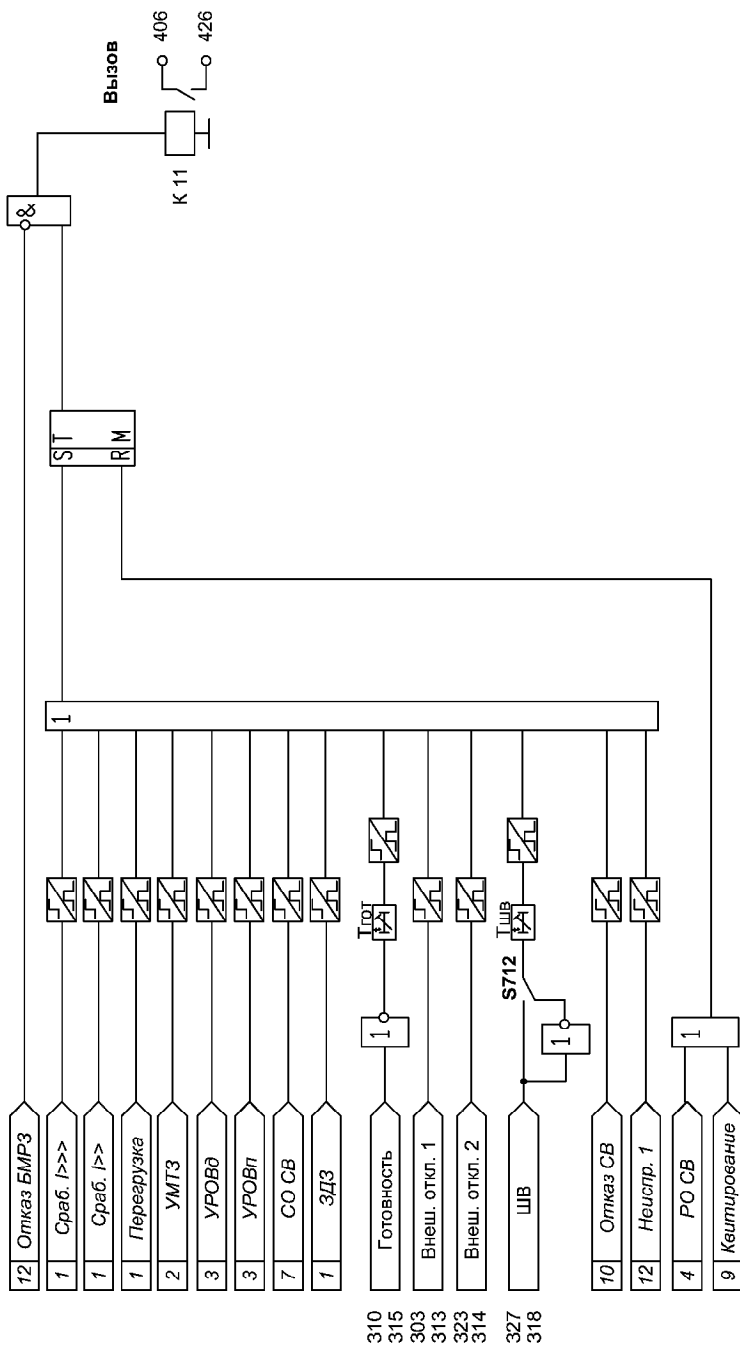 Вызов
406
426
К 11
&
S T
R M
1
12 Отказ БМРЗ
1 Сраб. I>>>
1 Сраб. I>>
1 Перегрузка
2 УМТЗ
3 УРОВд
3 УРОВп
7 СО СВ
1 ЗДЗ
310
315
Готовность
1
Тгот
303
313
Внеш. откл. 1
323
314
Внеш. откл. 2
327
318
ШВ
1
S712
Тшв
10 Отказ СВ
12 Неиспр. 1
4 РО СВ
9 Квитирование
1